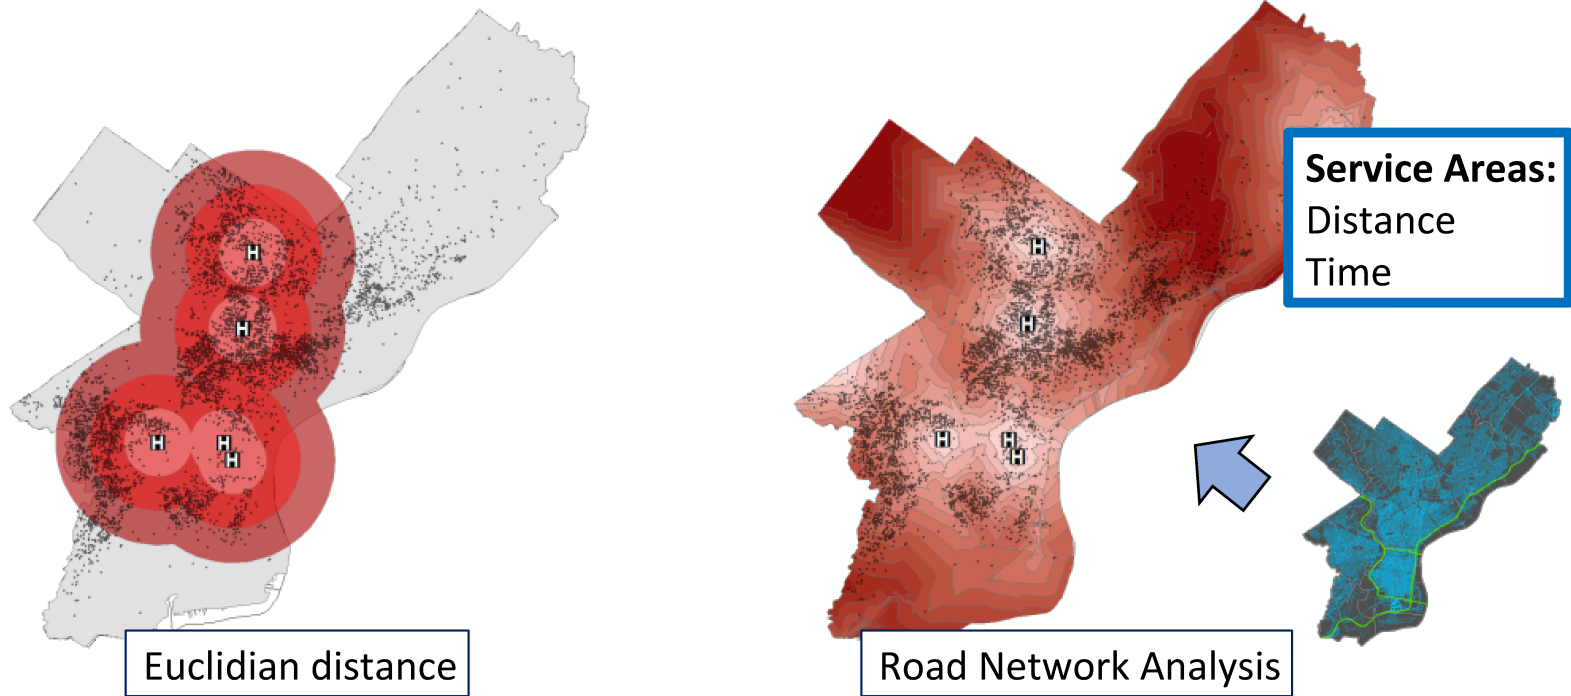 H
H
H
H
H
Euclidian distance
H
H
H
H
H
Road Network Analysis
Service Areas:
Distance
Time